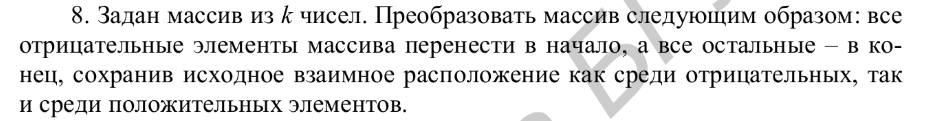 8. Задан массив из k чисел. Преобразовать массив следующим образом: все
отрицательные элементы массива перенести в начало, а все остальные – в ко-
нец, сохранив исходное взаимное расположение как среди отрицательных, так
и среди положительных элементов.